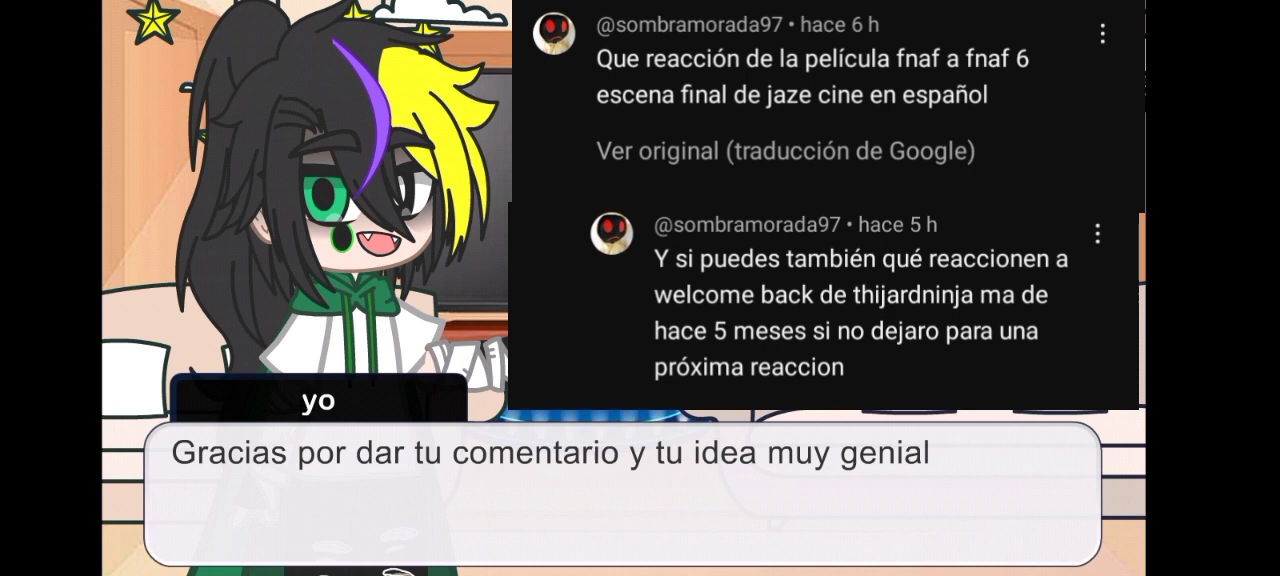 @sombramorada97 • hace 6 h
Que reacción de la película fnaf a fnaf 6
escena final de jaze cine en español
Ver original (traducción de Google)
@sombramorada97 • hace 5 h
Y si puedes también qué reaccionen a
welcome back de thijardninja ma de
hace 5 meses si no dejaro para una
próxima reaccion
yo
Gracias por dar tu comentario y tu idea muy genial